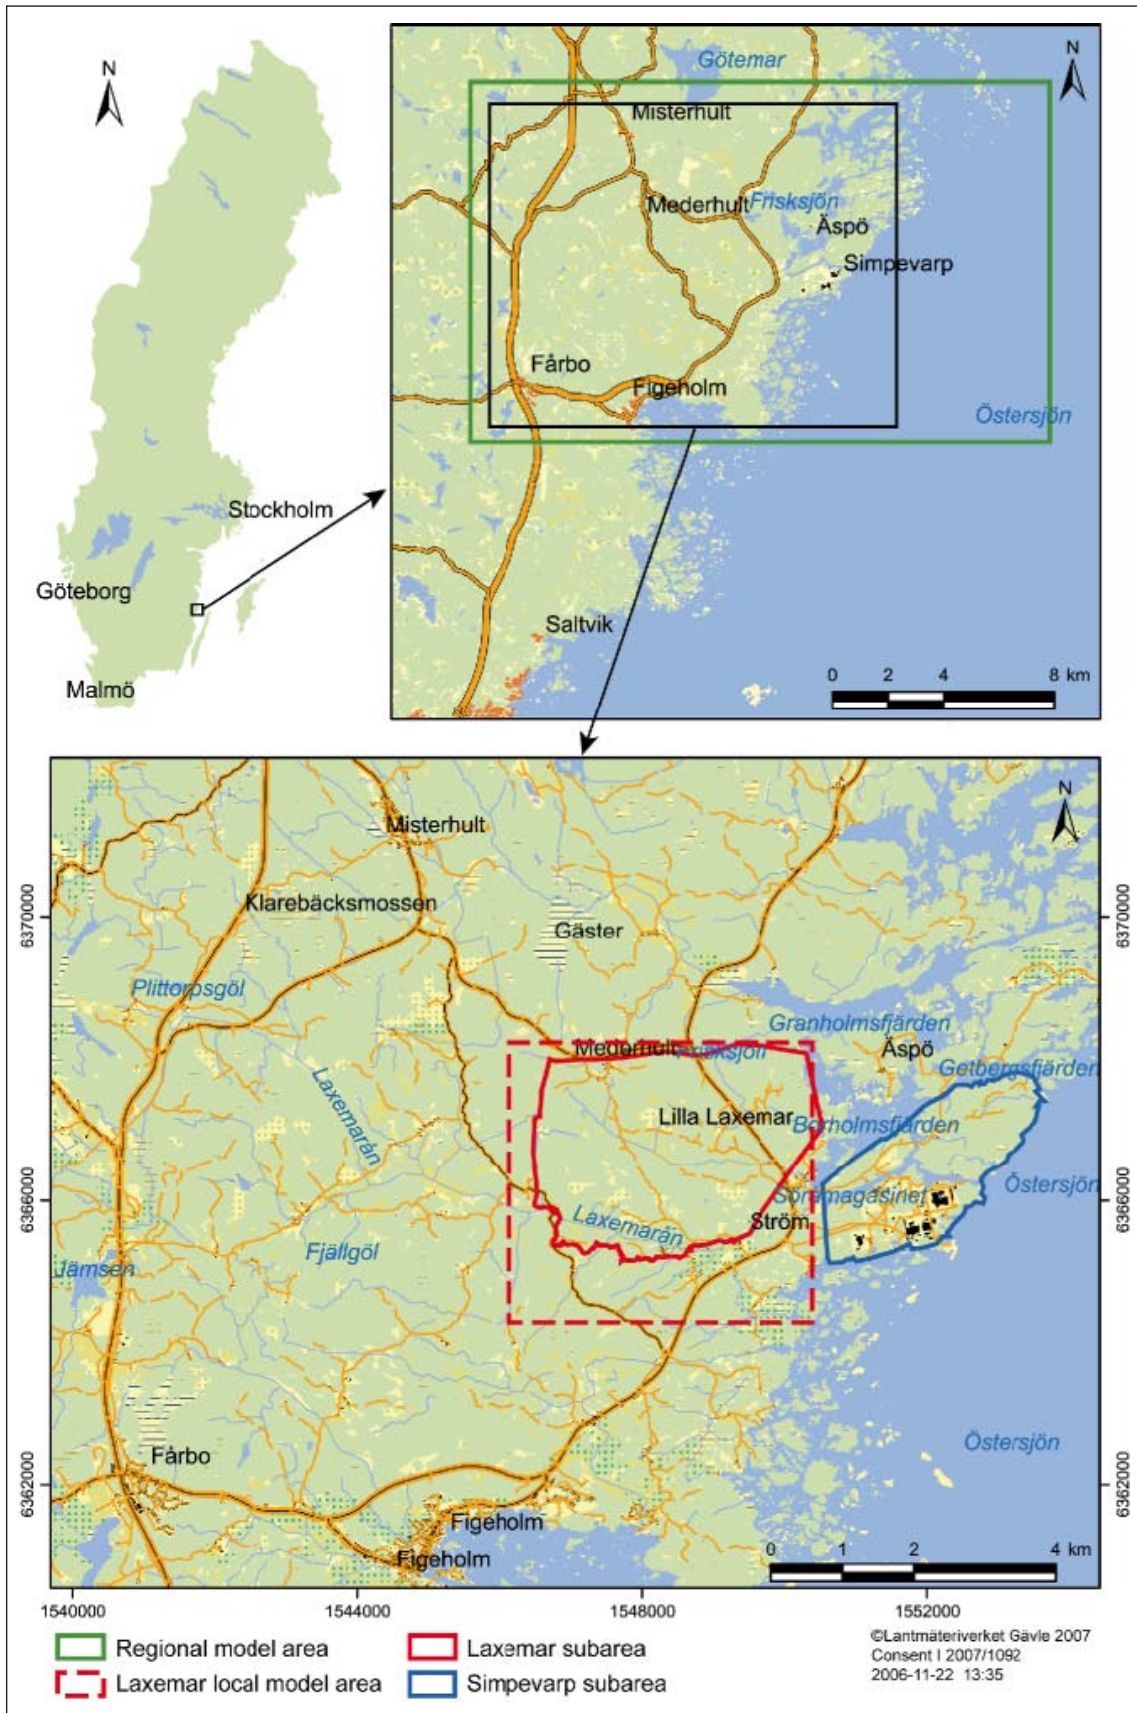 N
Stockholm
Göteborg
Malmö
N
Götemar
Misterhult
Mederhult
Frisksjön
Äspö
Simpevarp
Fårbo
Figeholm
Östersjön
Saltvik
0 2 4 8 km
N
Misterhult
Klarebäcksmossen
Gäster
Plittorpsgöl
Granholmsfjärden
Mederhult
Frisksjön
Äspö
Getbergsfjärden
Laxemarån
Lilla Laxemar
Borholmsfjärden
Östersjön
Söråmagasinet
Laxemarån
Ström
Fjällgöl
Jämsen
Fårbo
Östersjön
Figeholm
Figeholm
0 1 2 4 km
6370000
6366000
6362000
6370000
6366000
6362000
1540000 1544000 1548000 1552000
Regional model area
Laxemar subarea
Laxemar local model area
Simpevarp subarea
©Lantmäteriverket Gävle 2007
Consent I 2007/1092
2006-11-22 13:35